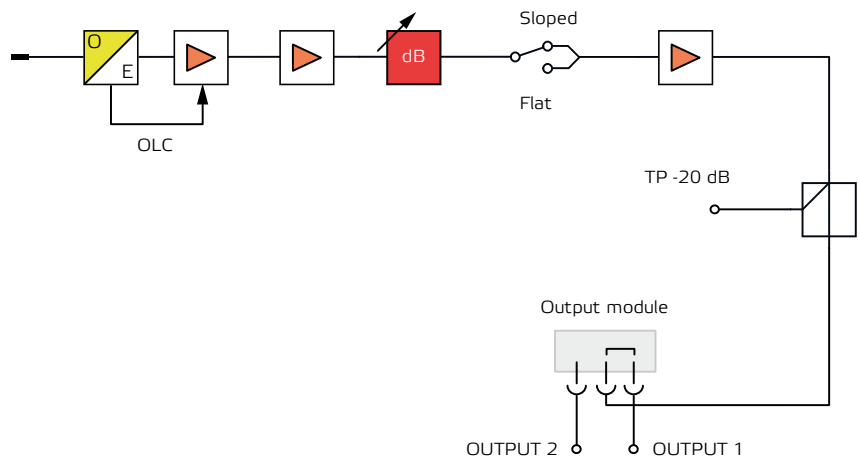 Sloped
O
E
dB
Flat
OLC
TP -20 dB
Output module
OUTPUT 2
OUTPUT 1